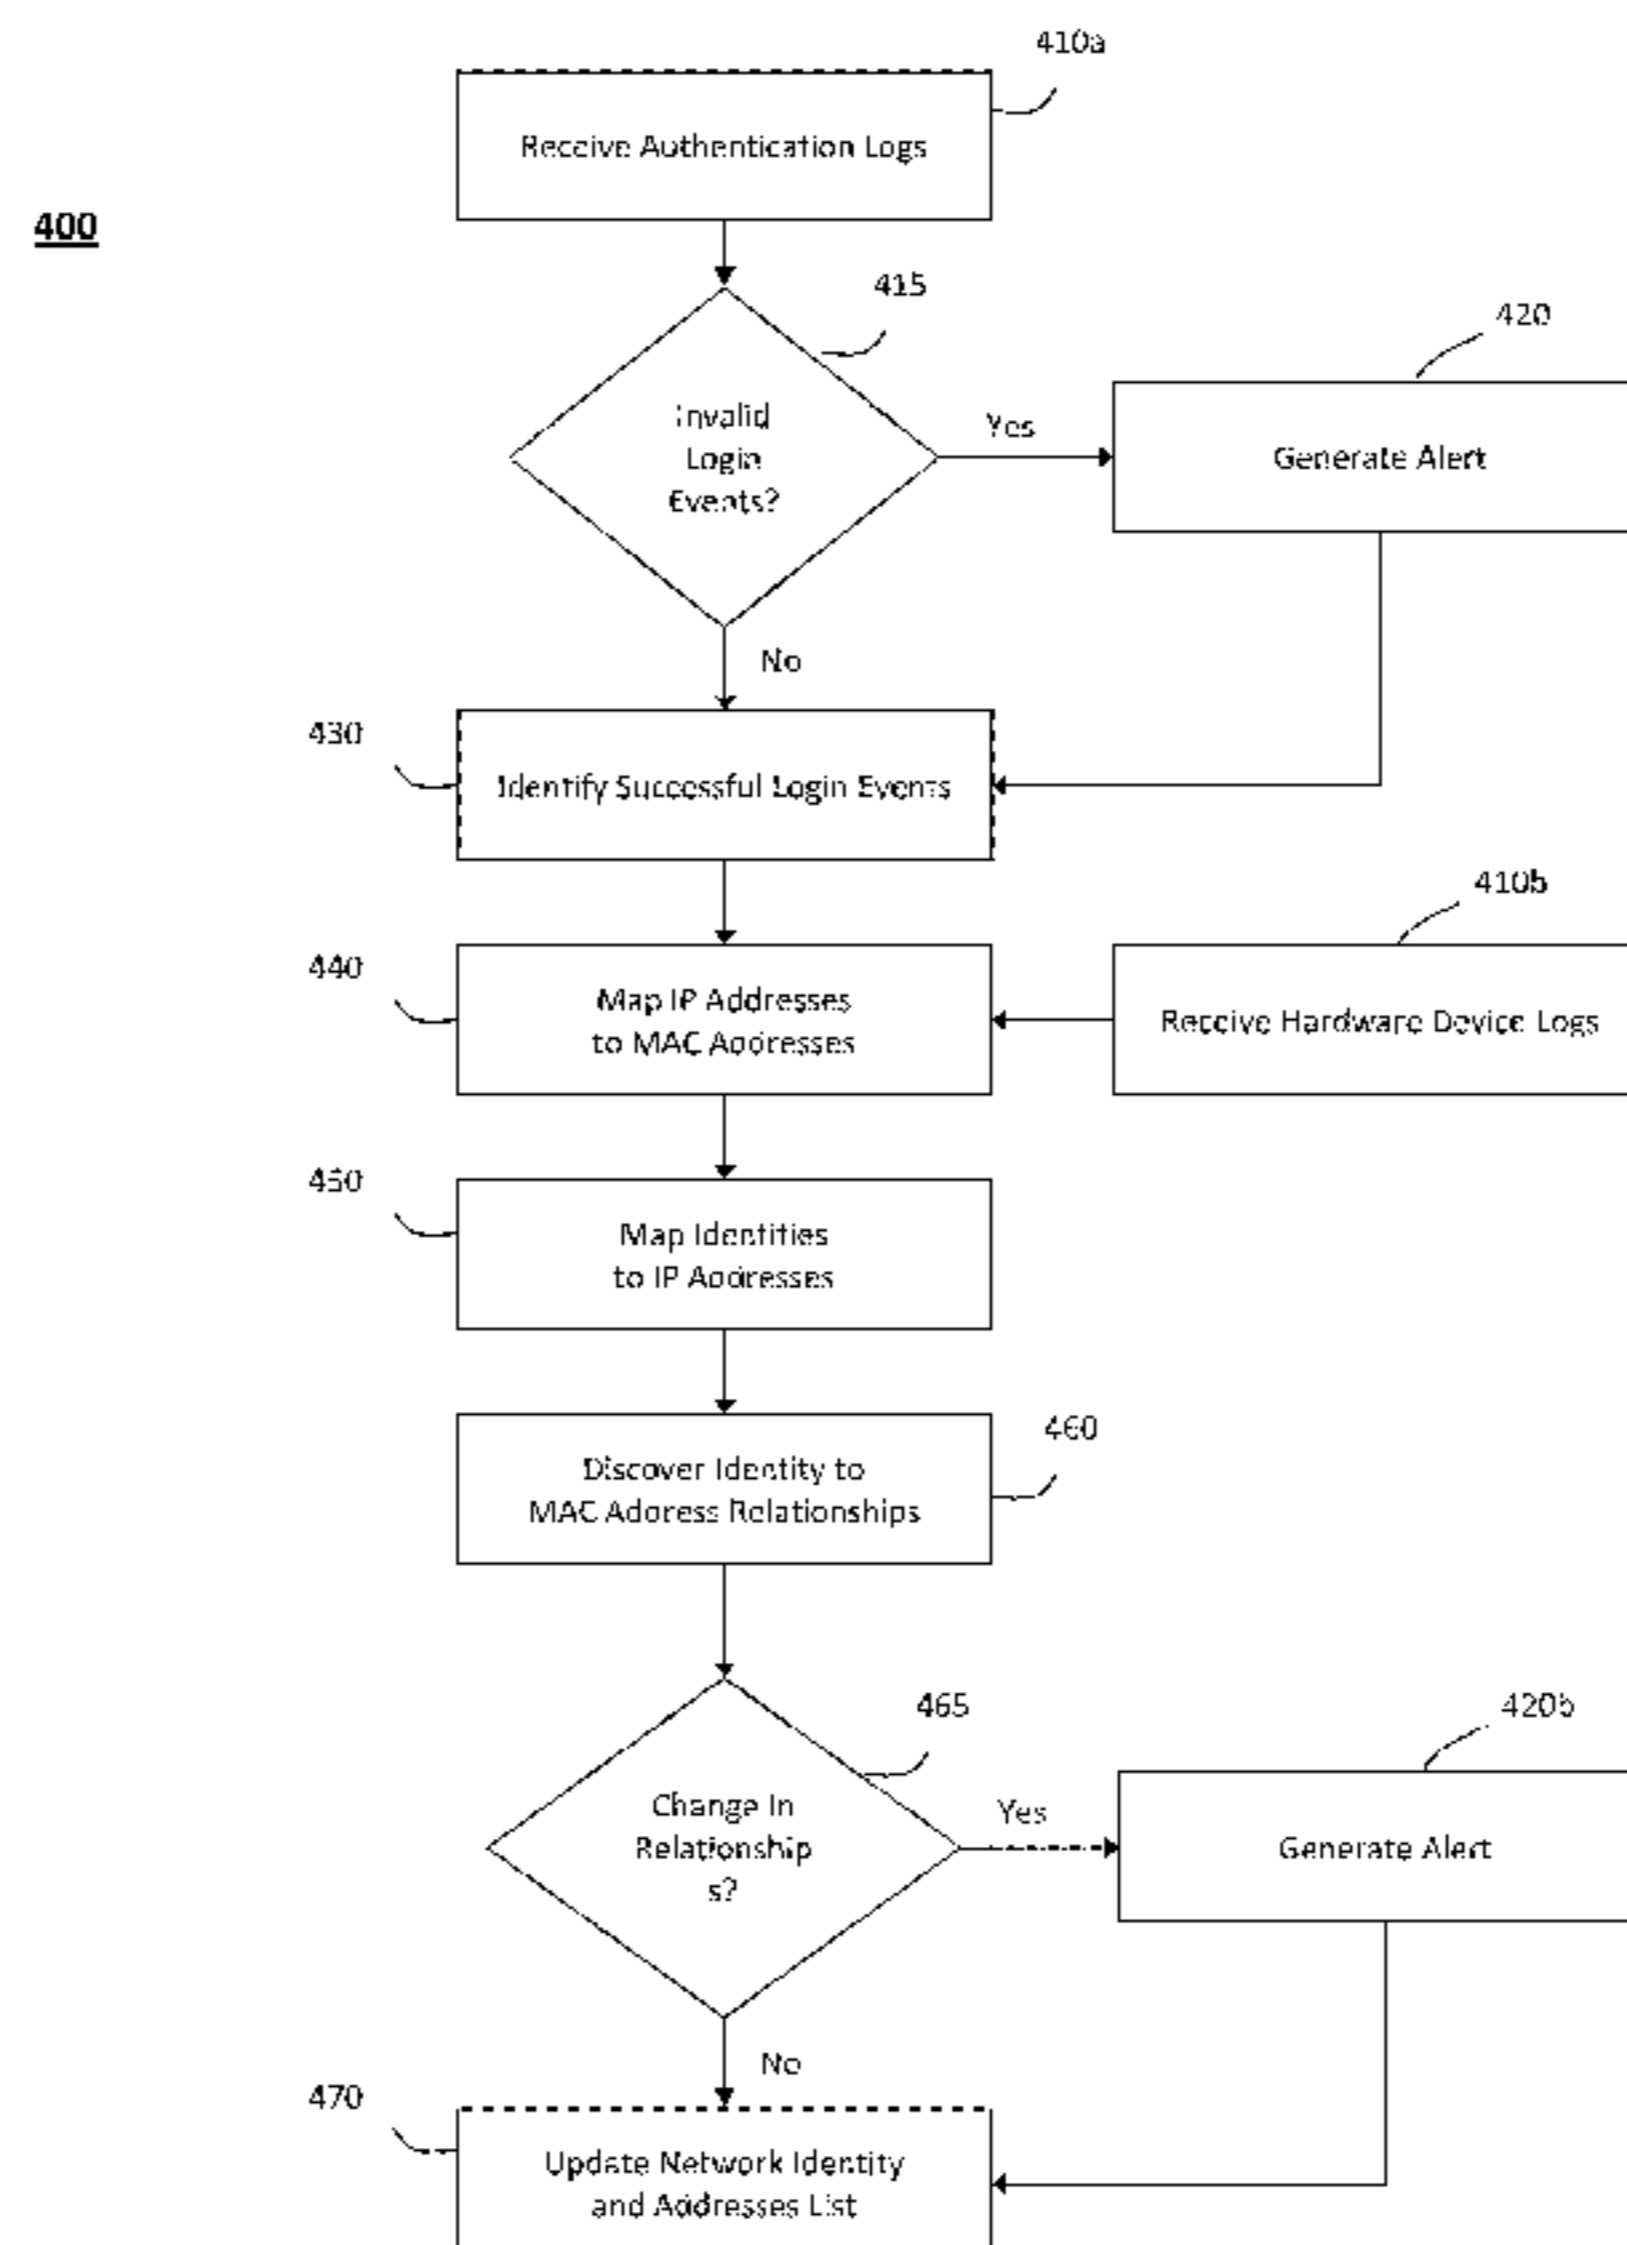 410a
Receive Authentication Logs
400
415
420
Invalid
Login
Events?
Yes
Generate Alert
No
430
Identify Successful Login Events
410b
440
Map IP Addresses
to MAC Addresses
Receive Hardware Device Logs
450
Map Identities
to IP Addresses
460
Discover Identity to
MAC Address Relationships
465
420b
Change In
Relationship
s?
Yes
Generate Alert
No
470
Update Network Identity
and Addresses List